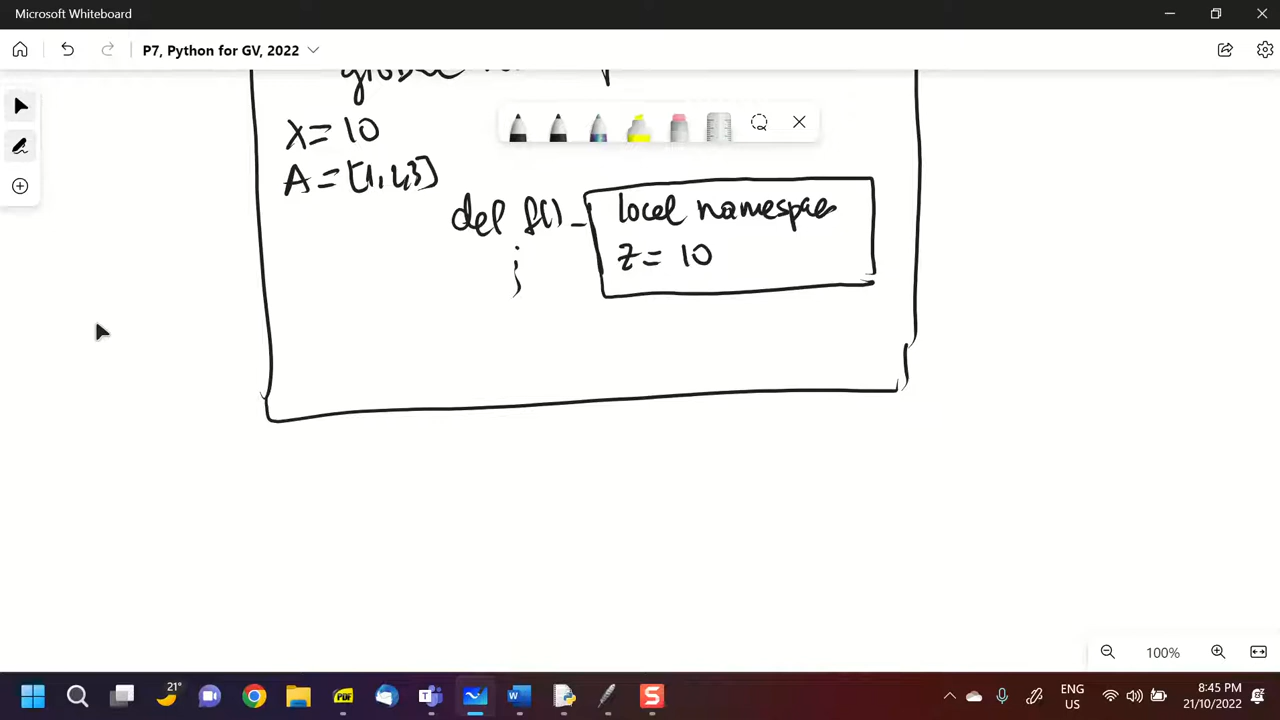 Microsoft Whiteboard
P7, Python for GV, 2022
X = 10
A = [1, 2, 3]
def f()
local namespace
z = 10
100%
21°
ENG
US
8:45 PM
21/10/2022